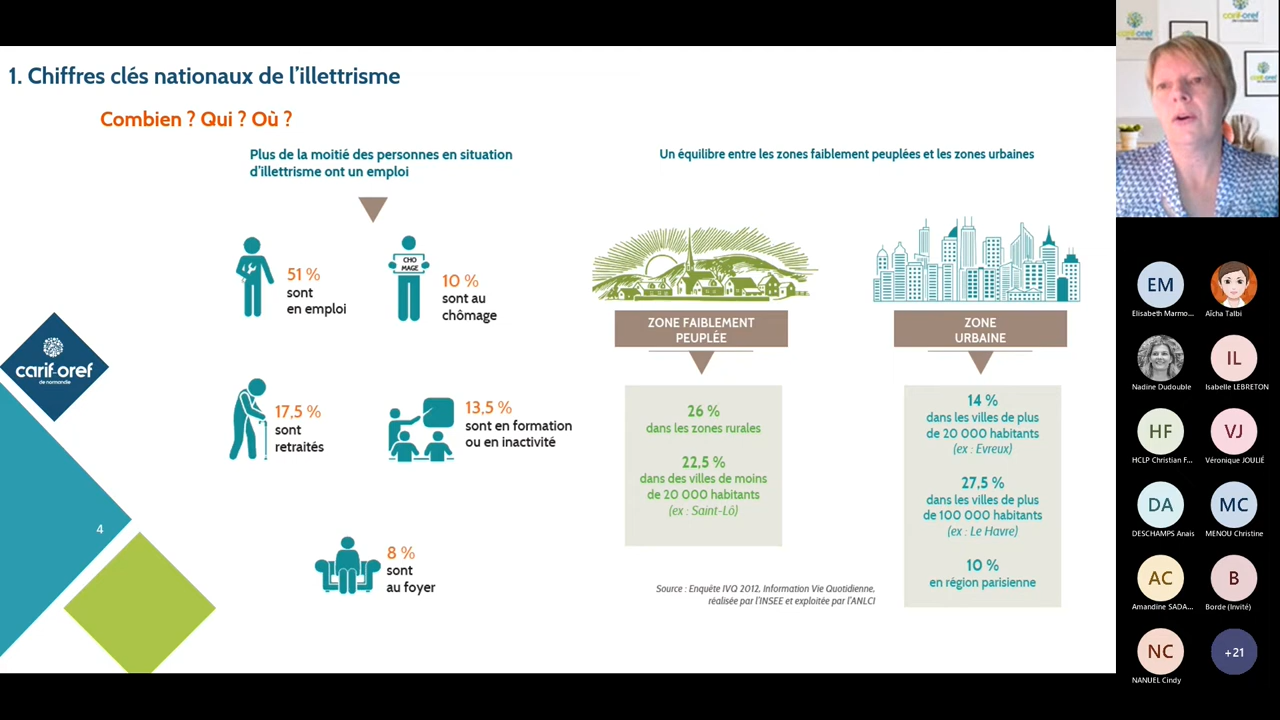 1. Chiffres clés nationaux de l'illettrisme
Combien ? Qui ? Où ?
Plus de la moitié des personnes en situation
d'illettrisme ont un emploi
51 %
sont
en emploi
CHO
MAGE
10 %
sont au
chômage
17,5 %
sont
retraités
13,5 %
sont en formation
ou en inactivité
8 %
sont
au foyer
Un équilibre entre les zones faiblement peuplées et les zones urbaines
ZONE FAIBLEMENT
PEUPLÉE
26 %
dans les zones rurales
22,5 %
dans des villes de moins
de 20 000 habitants
(ex : Saint-Lô)
ZONE
URBAINE
14 %
dans les villes de plus
de 20 000 habitants
(ex : Evreux)
27,5 %
dans les villes de plus
de 100 000 habitants
(ex : Le Havre)
10 %
en région parisienne
Source : Enquête IVQ 2012, Information Vie Quotidienne,
réalisée par l'INSEE et exploitée par l'ANLCI
carif-oref
de normandie
4
carif-oref
EM
Elisabeth Marmo...
Aïcha Talbi
Nadine Dudouble
IL
Isabelle LEBRETON
HF
HCLP Christian F...
VJ
Véronique JOULIÉ
DA
DESCHAMPS Anais
MC
MENOU Christine
AC
Amandine SADA...
B
Borde (Invité)
NC
NANUEL Cindy
+21